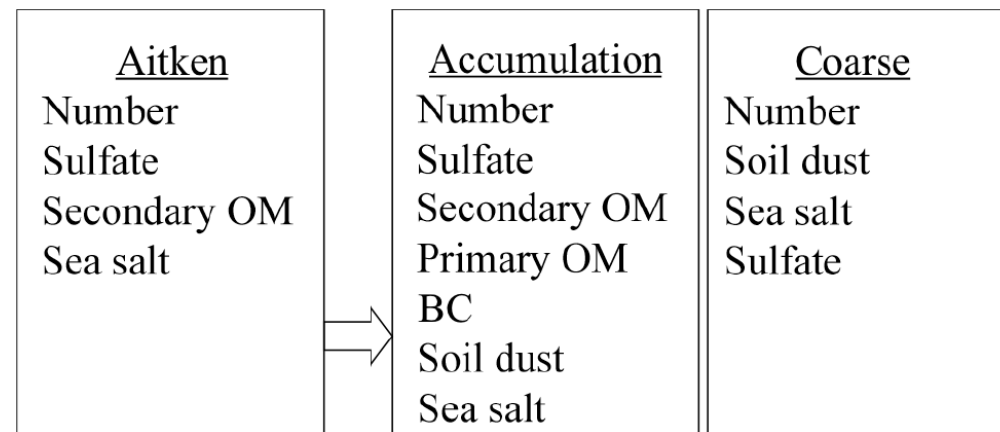 Aitken
Number
Sulfate
Secondary OM
Sea salt
Accumulation
Number
Sulfate
Secondary OM
Primary OM
BC
Soil dust
Sea salt
Coarse
Number
Soil dust
Sea salt
Sulfate